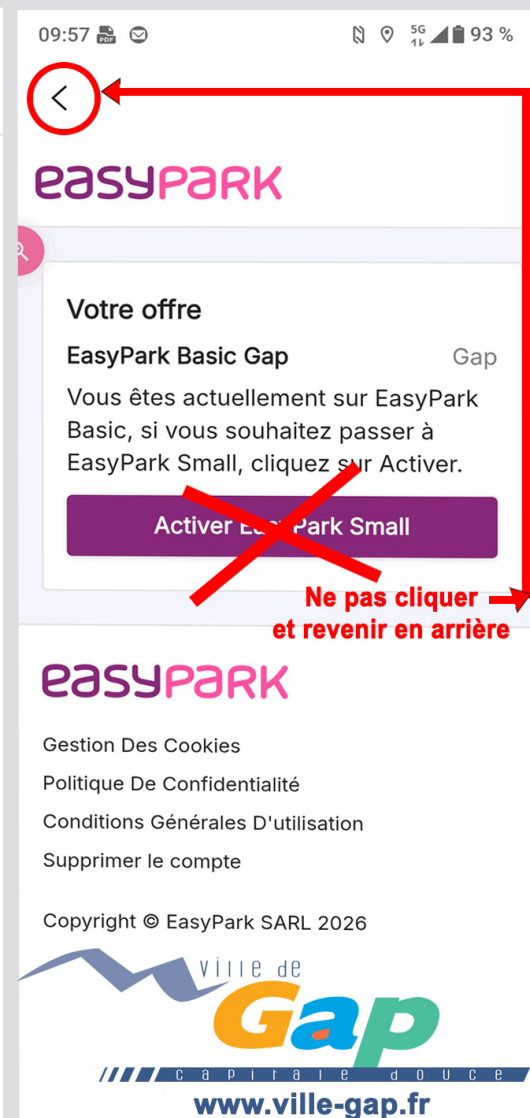 09:57
5G
93 %
easypark
Votre offre
EasyPark Basic Gap
Gap
Vous êtes actuellement sur EasyPark
Basic, si vous souhaitez passer à
EasyPark Small, cliquez sur Activer.
Activer EasyPark Small
Ne pas cliquer
et revenir en arrière
easypark
Gestion Des Cookies
Politique De Confidentialité
Conditions Générales D'utilisation
Supprimer le compte
Copyright © EasyPark SARL 2026
ville de
Gap
capitale douce
www.ville-gap.fr